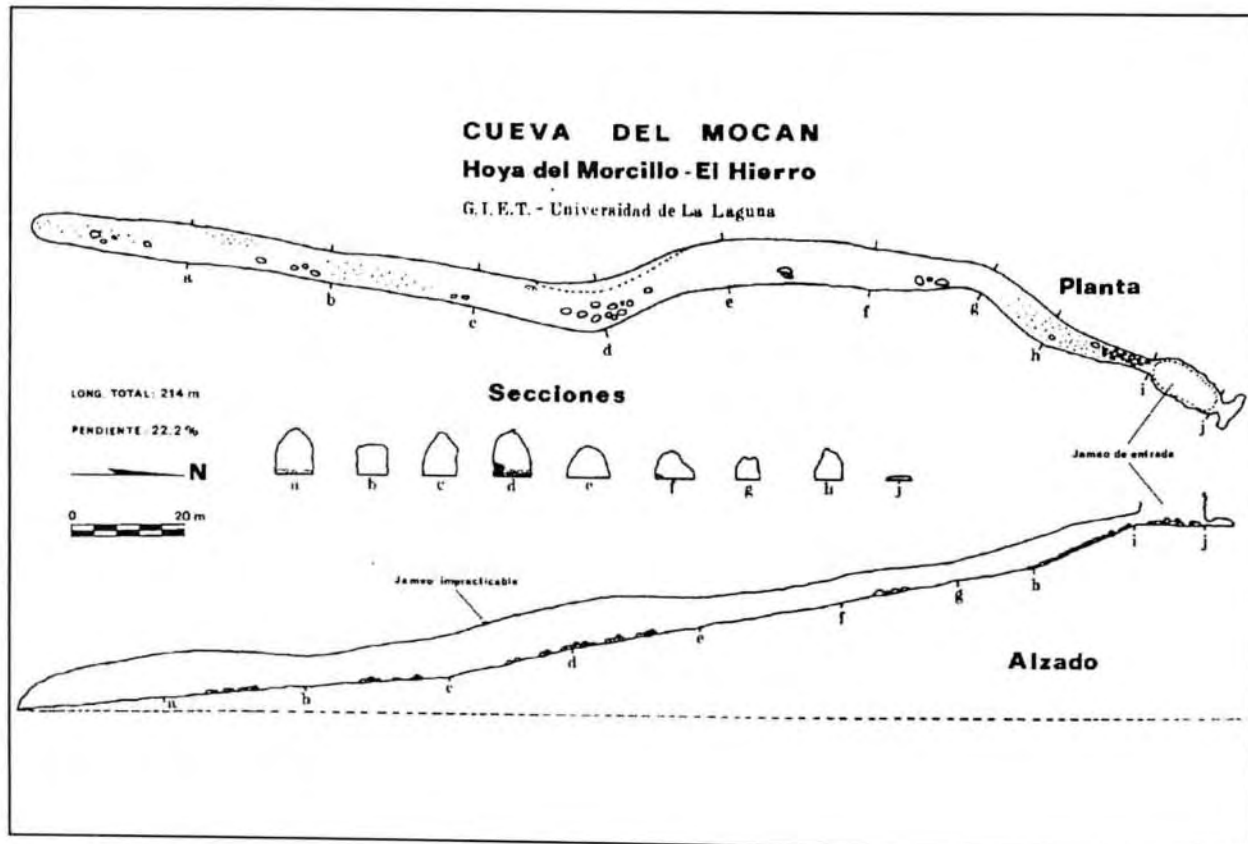 CUEVA DEL MOCAN
Hoya del Morcillo - El Hierro
G.I.E.T. - Universidad de La Laguna
a
b
c
d
e
f
g
h
i
j
Planta
Secciones
LONG. TOTAL: 214 m
PENDIENTE: 22.2 %
N
0 20 m
a b c d e f g h j
Jameo de entrada
Jameo impracticable
a b c d e f g h i j
Alzado